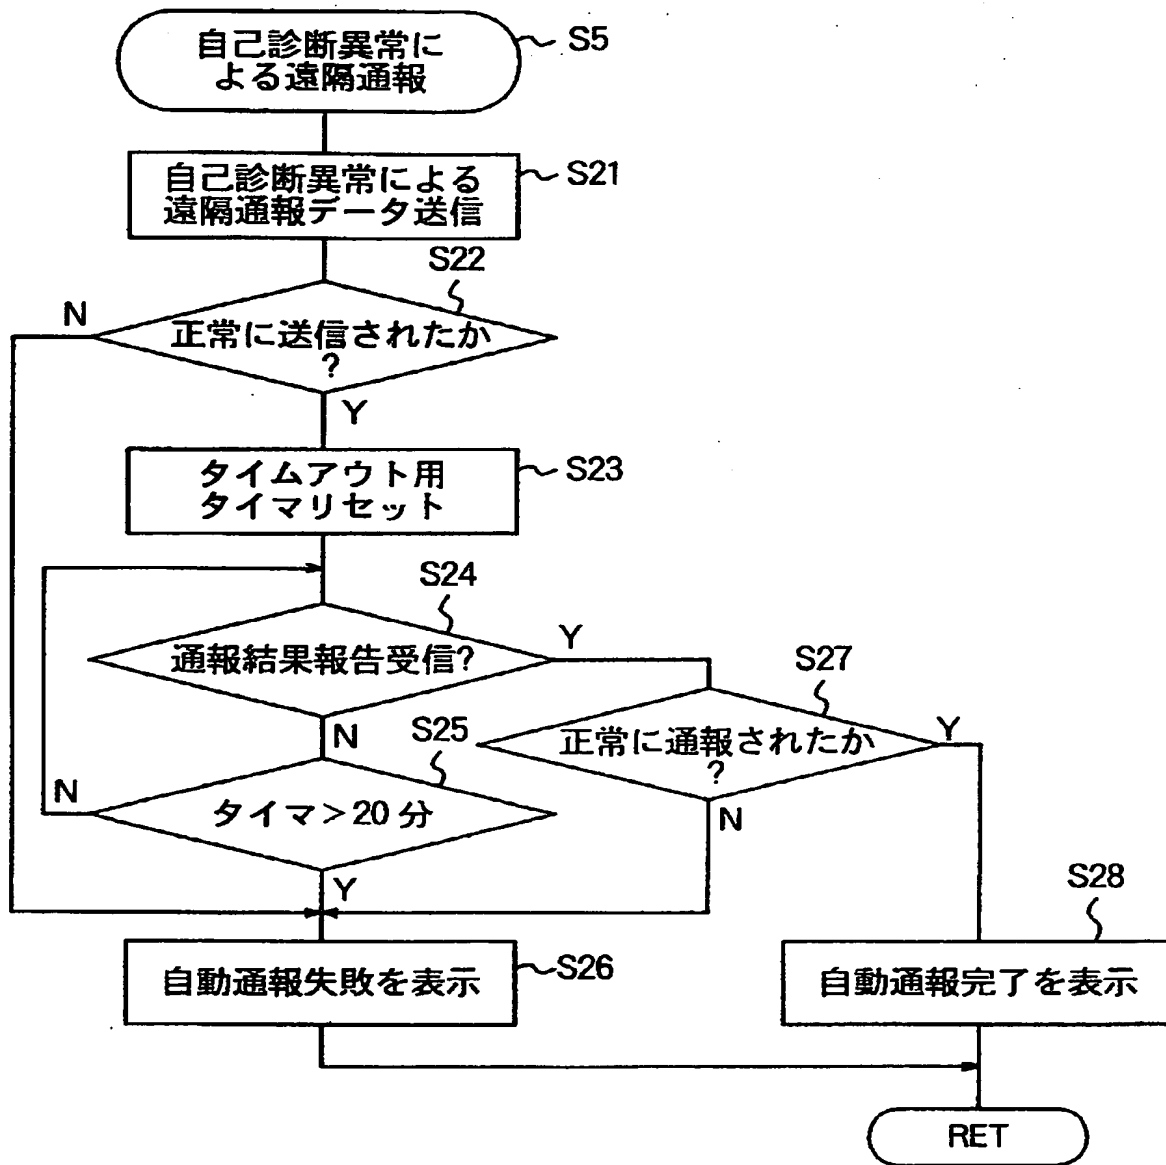 自己診断異常に
よる遠隔通報
S5
自己診断異常による
遠隔通報データ送信
S21
S22
N
正常に送信されたか
?
Y
タイムアウト用
タイマリセット
S23
S24
通報結果報告受信?
Y
N
S27
正常に通報されたか
?
Y
N
S25
N
タイマ>20分
Y
S28
自動通報失敗を表示
S26
自動通報完了を表示
RET